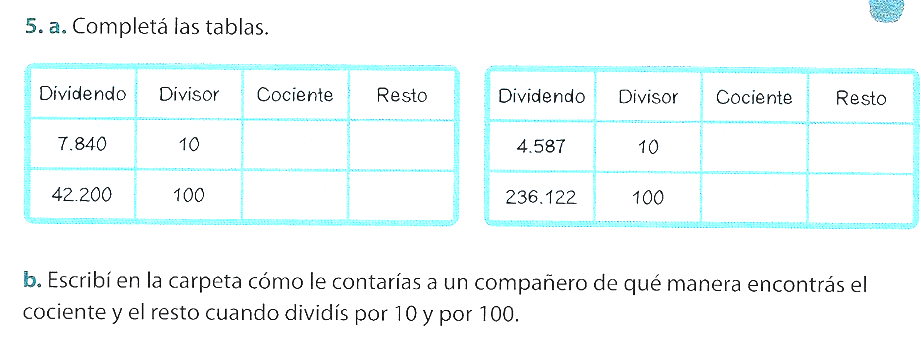 5. a. Completá las tablas.
Dividendo Divisor Cociente Resto
7.840 10
42.200 100
Dividendo Divisor Cociente Resto
4.587 10
236.122 100
b. Escribí en la carpeta cómo le contarías a un compañero de qué manera encontrás el
cociente y el resto cuando dividís por 10 y por 100.